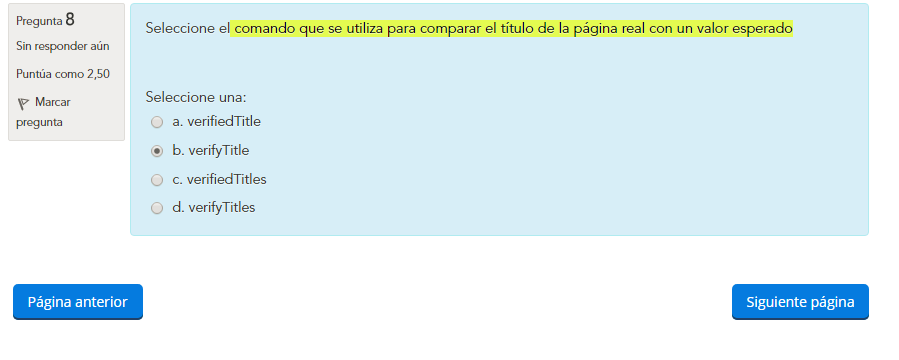 Pregunta 8
Sin responder aún
Puntúa como 2,50
Marcar
pregunta
Seleccione el comando que se utiliza para comparar el título de la página real con un valor esperado
Seleccione una:
a. verifiedTitle
b. verifyTitle
c. verifiedTitles
d. verifyTitles
Página anterior
Siguiente página